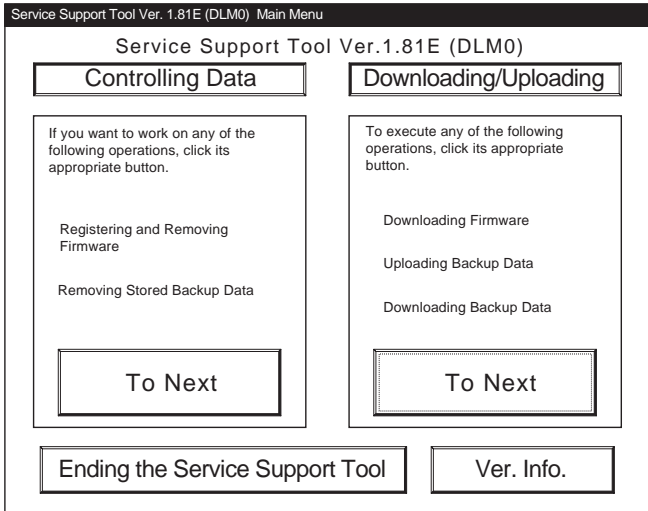 Service Support Tool Ver. 1.81E (DLM0)  Main Menu
Service Support Tool Ver.1.81E (DLM0)
Controlling Data
If you want to work on any of the
following operations, click its
appropriate button.
Registering and Removing
Firmware
Removing Stored Backup Data
To Next
Downloading/Uploading
To execute any of the following
operations, click its appropriate
button.
Downloading Firmware
Uploading Backup Data
Downloading Backup Data
To Next
Ending the Service Support Tool
Ver. Info.